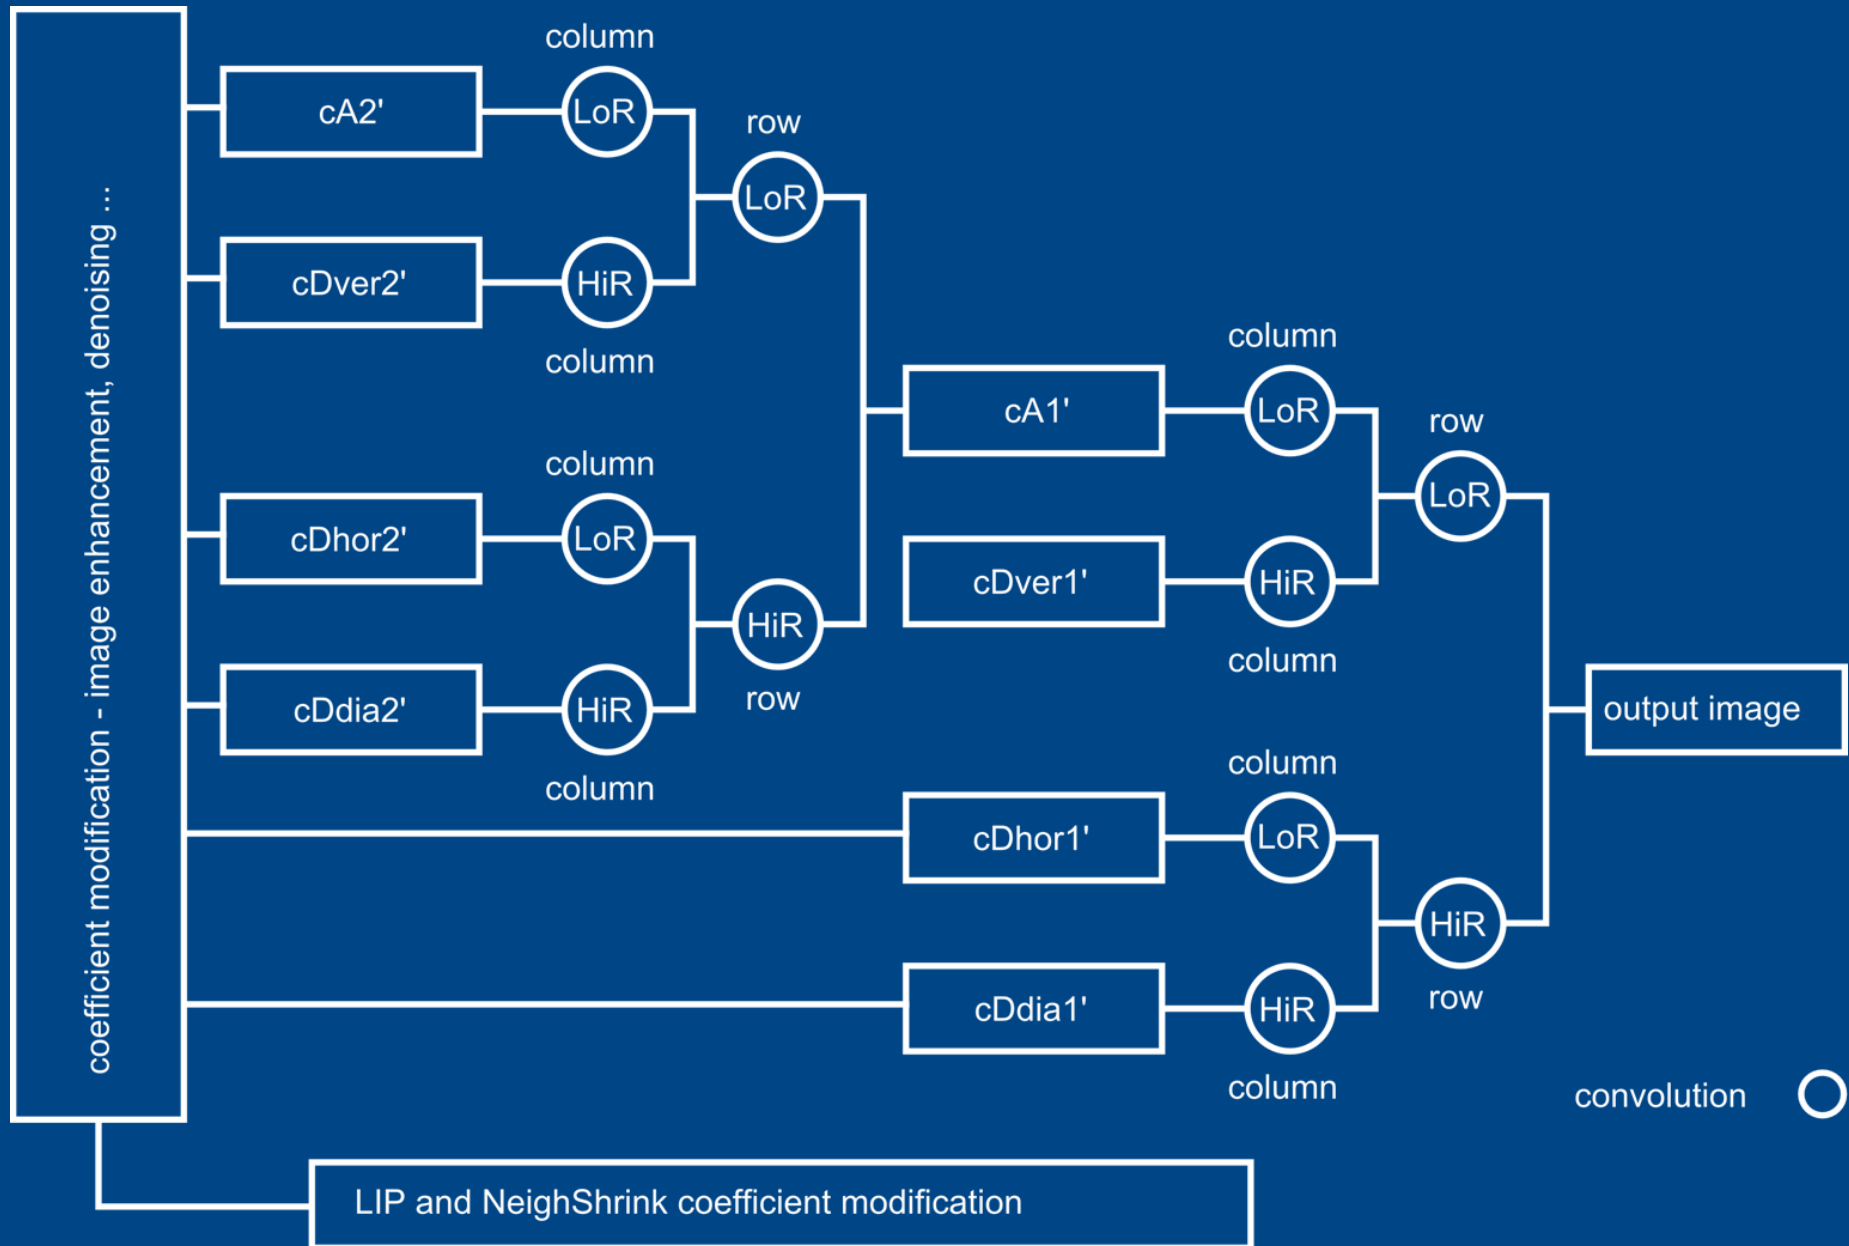 coefficient modification - image enhancement, denoising ...
column
cA2'
LoR
row
LoR
cDver2'
HiR
column
column
cA1'
LoR
row
LoR
column
cDhor2'
LoR
cDver1'
HiR
column
HiR
row
cDdia2'
HiR
column
output image
column
cDhor1'
LoR
HiR
row
cDdia1'
HiR
column
convolution
LIP and NeighShrink coefficient modification